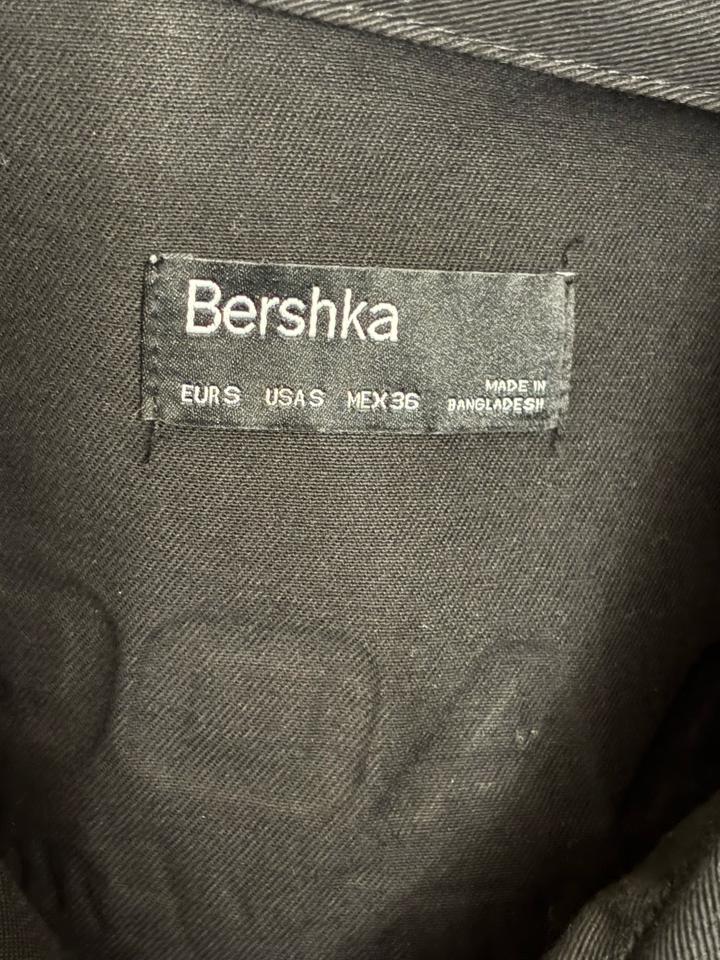 Bershka
EUR S USA S MEX 36
MADE IN
BANGLADESH